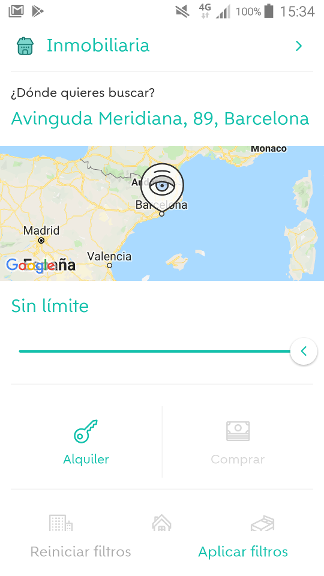 4G
100% 15:34
Inmobiliaria
¿Dónde quieres buscar?
Avinguda Meridiana, 89, Barcelona
Monaco
Andorra
Barcelona
Madrid
Google España
Valencia
Sin límite
Alquiler Comprar
Reiniciar filtros Aplicar filtros